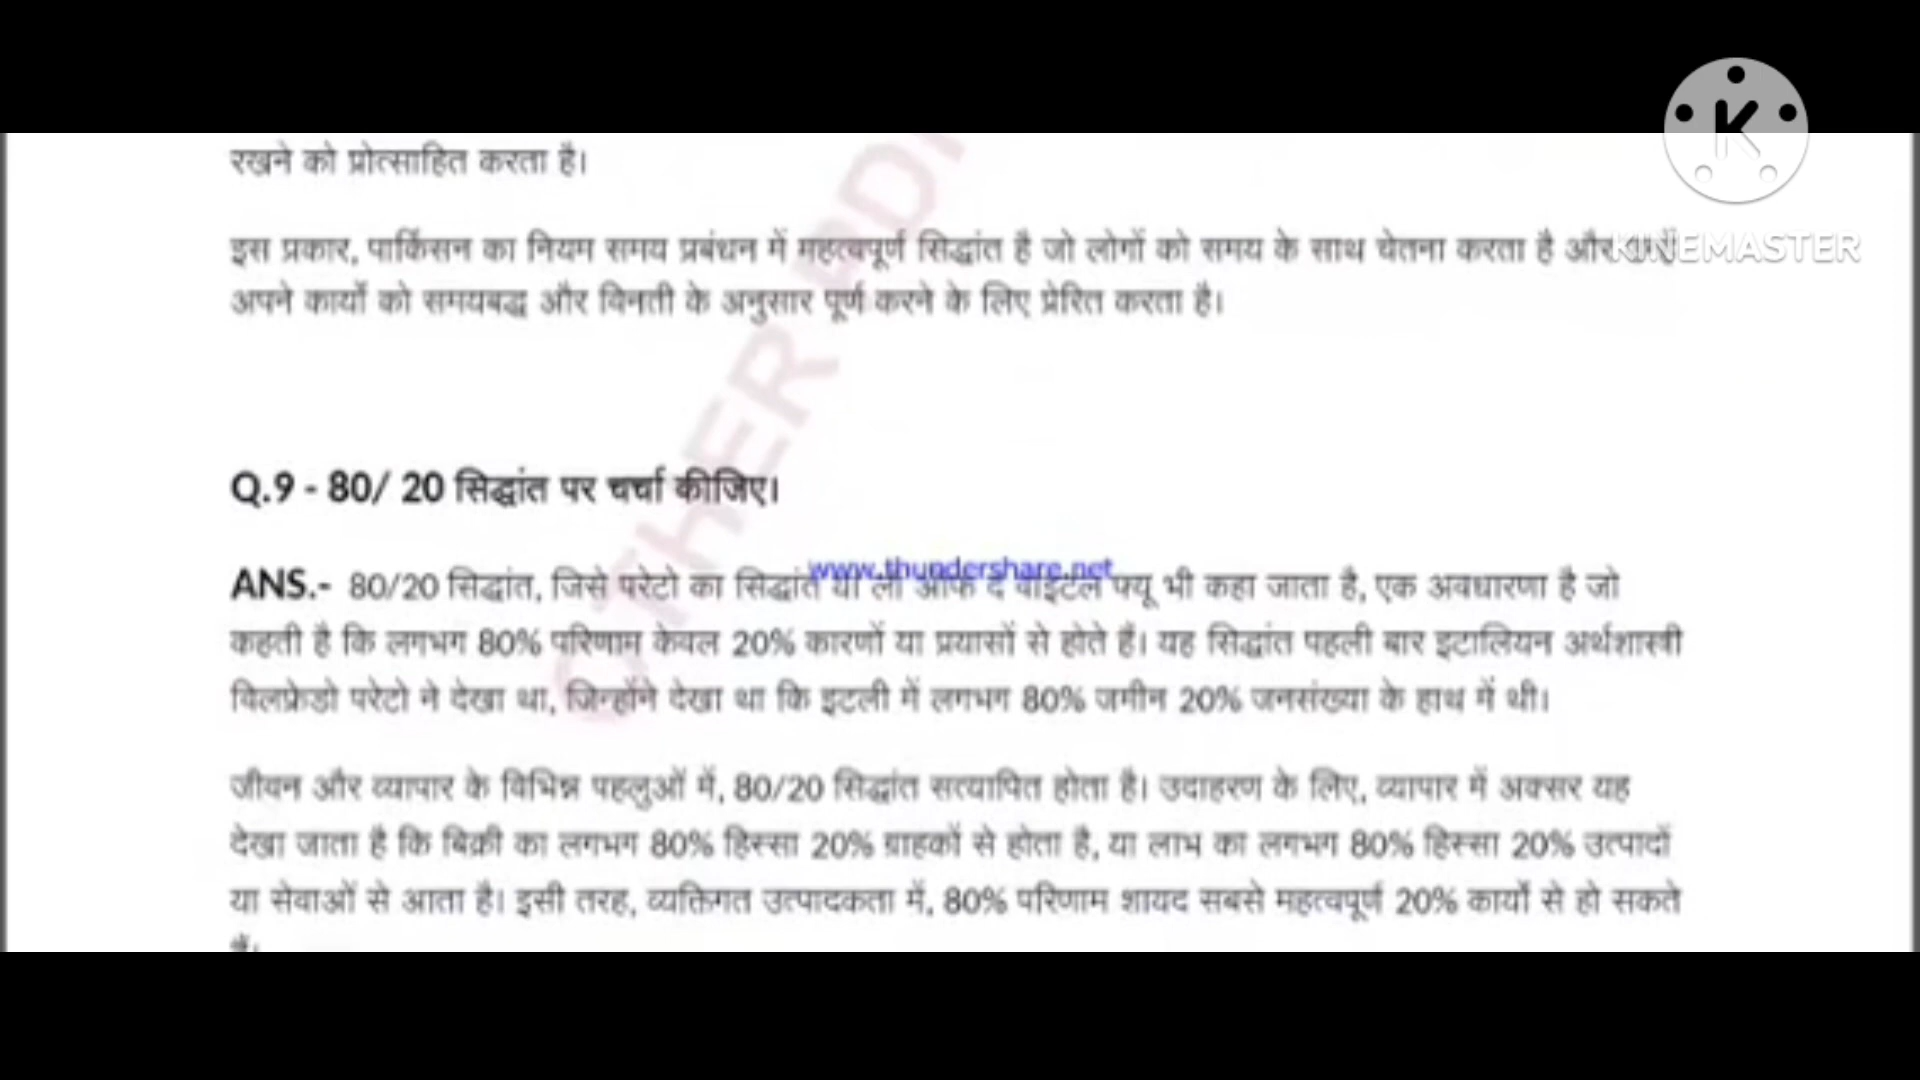 रखने को प्रोत्साहित करता है।
इस प्रकार, पार्किसन का नियम समय प्रबंधन में महत्वपूर्ण सिद्धांत है जो लोगों को समय के साथ चेतना करता है और
KINEMASTER
अपने कार्यों को समयबद्ध और विनती के अनुसार पूर्ण करने के लिए प्रेरित करता है।
Q.9 - 80/ 20 सिद्धांत पर चर्चा कीजिए।
www.thundershare.net
ANS.- 80/20 सिद्धांत, जिसे परेटो का सिद्धांत या लॉ ऑफ द वाइटल फ्यू भी कहा जाता है, एक अवधारणा है जो
कहती है कि लगभग 80% परिणाम केवल 20% कारणों या प्रयासों से होते हैं। यह सिद्धांत पहली बार इटालियन अर्थशास्त्री
विलफ्रेडो परेटो ने देखा था, जिन्होंने देखा था कि इटली में लगभग 80% जमीन 20% जनसंख्या के हाथ में थी।
जीवन और व्यापार के विभिन्न पहलुओं में, 80/20 सिद्धांत सत्यापित होता है। उदाहरण के लिए, व्यापार में अक्सर यह
देखा जाता है कि बिक्री का लगभग 80% हिस्सा 20% ग्राहकों से होता है, या लाभ का लगभग 80% हिस्सा 20% उत्पादों
या सेवाओं से आता है। इसी तरह, व्यक्तिगत उत्पादकता में, 80% परिणाम शायद सबसे महत्वपूर्ण 20% कार्यों से हो सकते